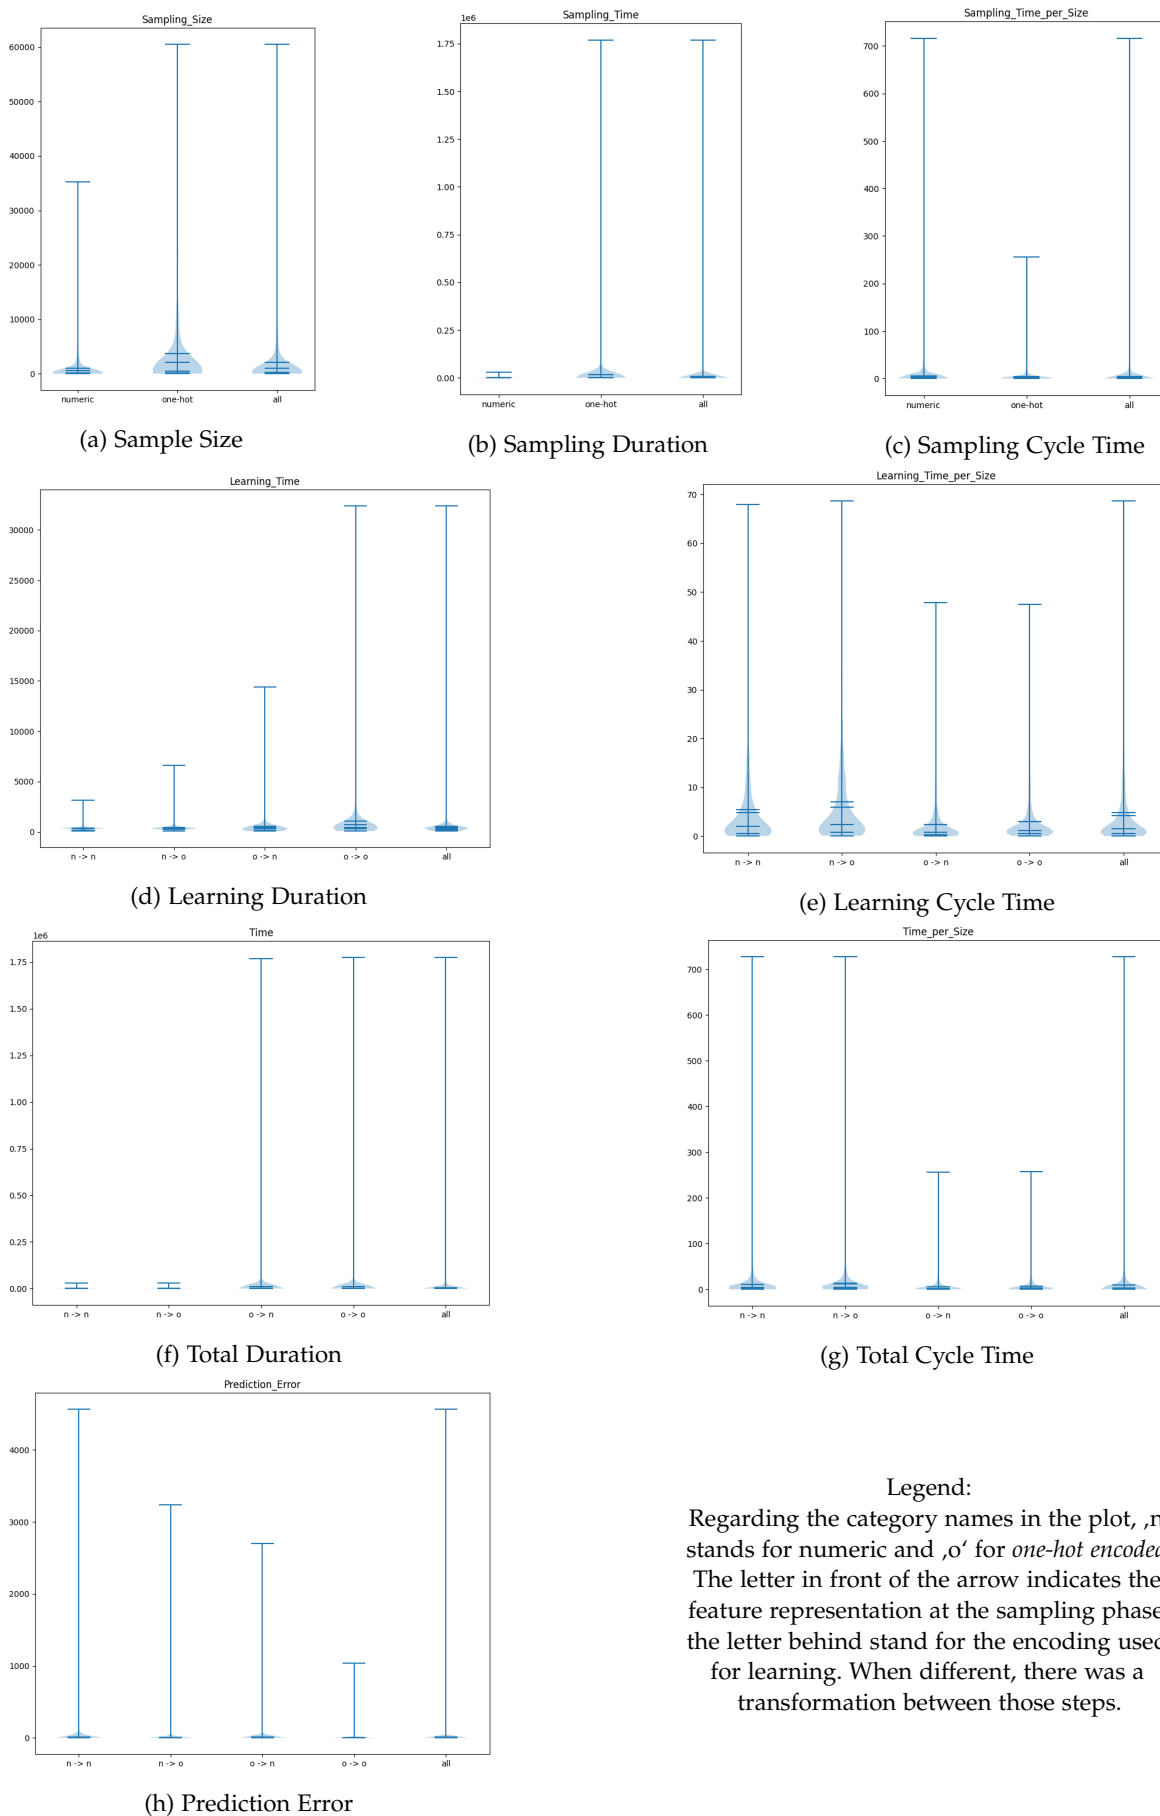 Sampling_Size
60000
50000
40000
30000
20000
10000
0
numeric one-hot all
(a) Sample Size
Sampling_Time
1e6
1.75
1.50
1.25
1.00
0.75
0.50
0.25
0.00
numeric one-hot all
(b) Sampling Duration
Sampling_Time_per_Size
700
600
500
400
300
200
100
0
numeric one-hot all
(c) Sampling Cycle Time
Learning_Time
30000
25000
20000
15000
10000
5000
0
n -> n n -> o o -> n o -> o all
(d) Learning Duration
Learning_Time_per_Size
70
60
50
40
30
20
10
0
n -> n n -> o o -> n o -> o all
(e) Learning Cycle Time
Time
1e6
1.75
1.50
1.25
1.00
0.75
0.50
0.25
0.00
n -> n n -> o o -> n o -> o all
(f) Total Duration
Time_per_Size
700
600
500
400
300
200
100
0
n -> n n -> o o -> n o -> o all
(g) Total Cycle Time
Prediction_Error
4000
3000
2000
1000
0
n -> n n -> o o -> n o -> o all
(h) Prediction Error
Legend:
Regarding the category names in the plot, ‚n
stands for numeric and ‚o‘ for one-hot encoded
The letter in front of the arrow indicates the
feature representation at the sampling phase
the letter behind stand for the encoding used
for learning. When different, there was a
transformation between those steps.